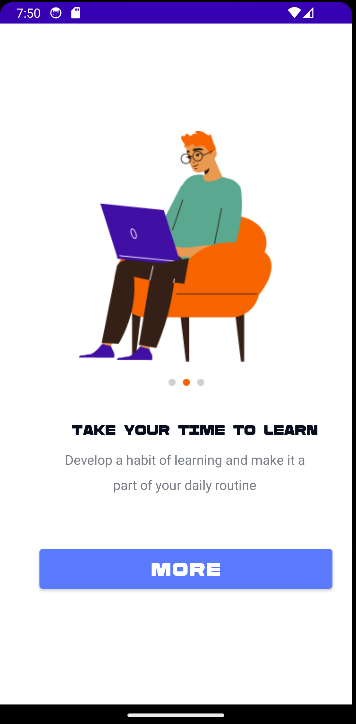 7:50
TAKE YOUR TIME TO LEARN
Develop a habit of learning and make it a
part of your daily routine
MORE